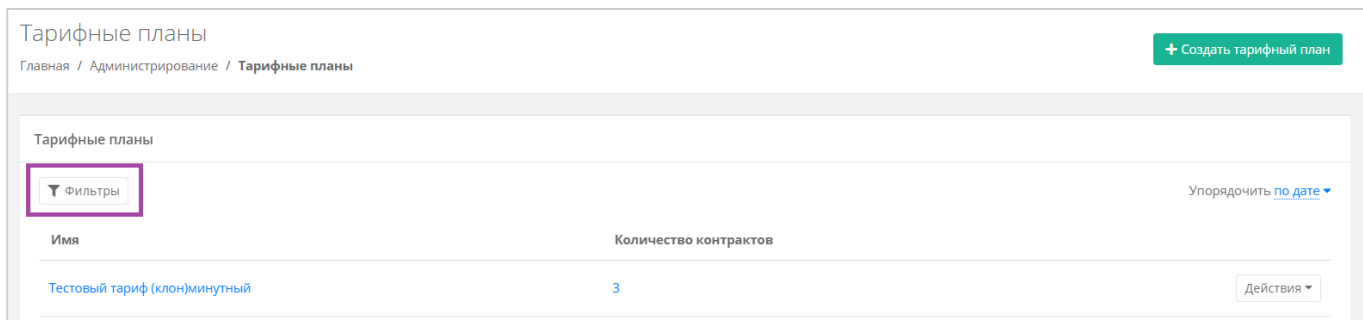 Тарифные планы
+ Создать тарифный план
Главная / Администрирование / Тарифные планы
Тарифные планы
Фильтры
Упорядочить по дате
Имя Количество контрактов
Тестовый тариф (клон)минутный 3 Действия